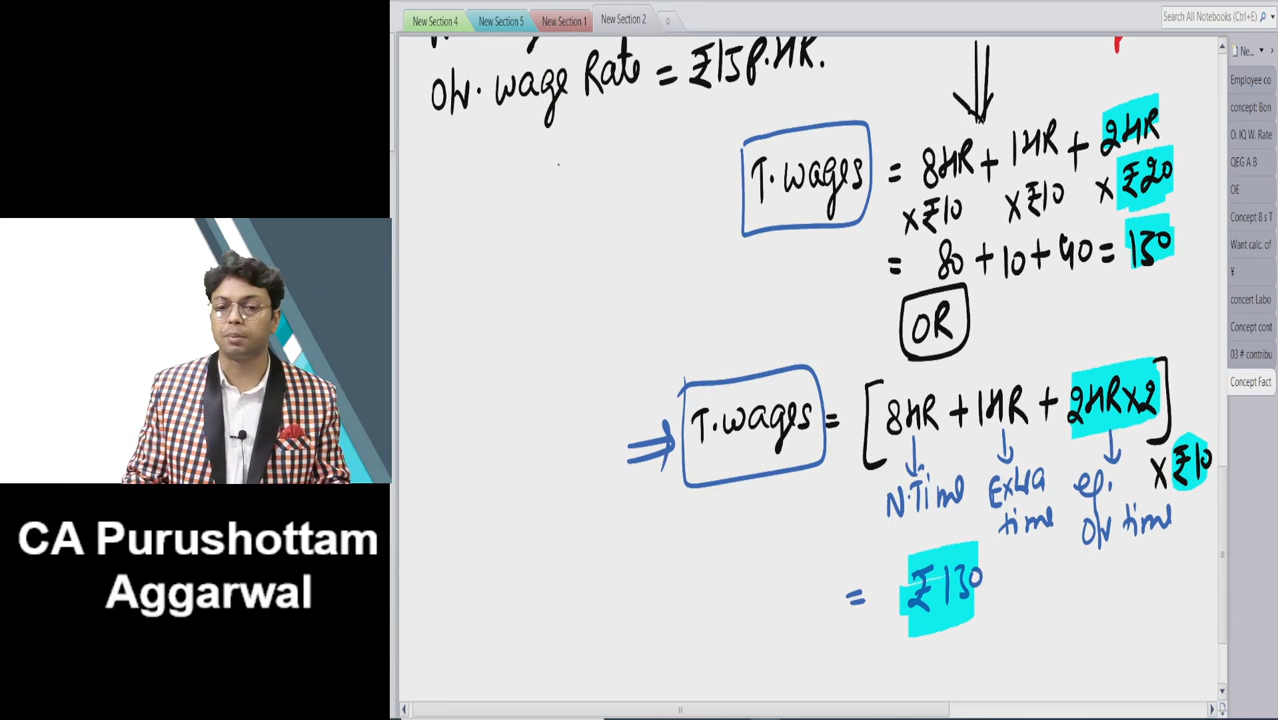 New Section 4 New Section 5 New Section 1 New Section 2
Search All Notebooks (Ctrl+E)
Ne...
Employee co
concept: Bon
O. IQ W. Rate
QEG A B
OE
Concept 8 s T
Want calc. of
¥
concert Labo
Concept cont
03 # contribu
Concept Fact
O/v. wage Rate = ₹15 P.HR.
T.wages = 8HR + 1HR + 2HR
x₹10 x₹10 x ₹20
= 80 + 10 + 40 = 130
OR
⇒ T.wages = [8HR + 1HR + 2HRx2]
x ₹10
N.Time Extra time eq. O/v time
= ₹130
CA Purushottam
Aggarwal